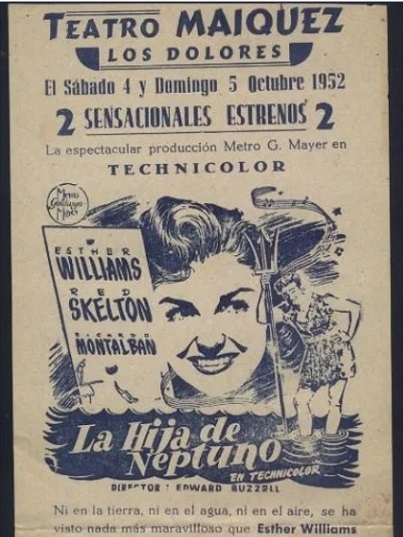 TEATRO MAIQUEZ
LOS DOLORES
El Sábado 4 y Domingo 5 Octubre 1952
2 SENSACIONALES ESTRENOS 2
La espectacular producción Metro G. Mayer en
TECHNICOLOR
Metro
Goldwyn
Mayer
ESTHER
WILLIAMS
RED
SKELTON
RICARDO
MONTALBAN
La Hija de
Neptuno
EN TECHNICOLOR
DIRECTOR: EDWARD BUZZELL
Ni en la tierra, ni en el agua, ni en el aire, se ha
visto nada más maravilloso que Esther Williams